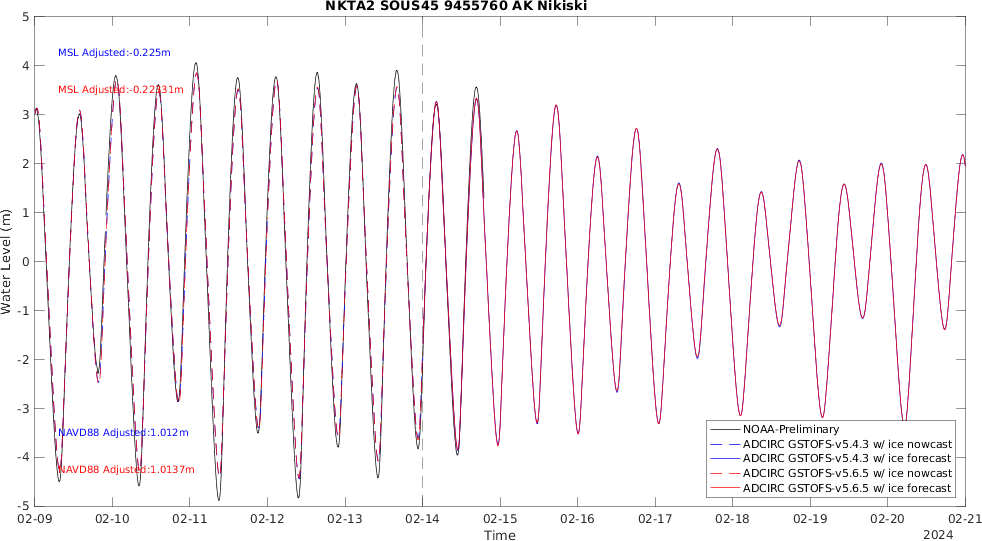 NKTA2 SOUS45 9455760 AK Nikiski
5
4
3
2
1
0
-1
-2
-3
-4
-5
Water Level (m)
MSL Adjusted:-0.225m
MSL Adjusted:-0.22331m
NAVD88 Adjusted:1.012m
NAVD88 Adjusted:1.0137m
NOAA-Preliminary
ADCIRC GSTOFS-v5.4.3 w/ ice nowcast
ADCIRC GSTOFS-v5.4.3 w/ ice forecast
ADCIRC GSTOFS-v5.6.5 w/ ice nowcast
ADCIRC GSTOFS-v5.6.5 w/ ice forecast
02-09 02-10 02-11 02-12 02-13 02-14 02-15 02-16 02-17 02-18 02-19 02-20 02-21
Time
2024